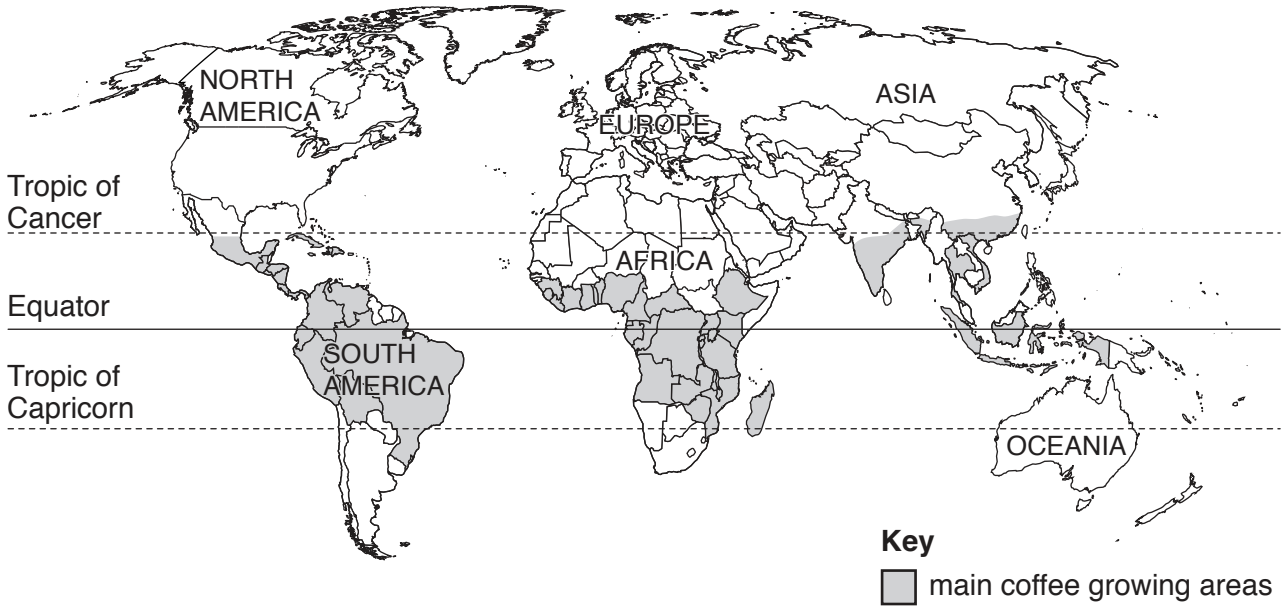 NORTH
AMERICA
ASIA
EUROPE
Tropic of
Cancer
AFRICA
Equator
SOUTH
AMERICA
Tropic of
Capricorn
OCEANIA
Key
main coffee growing areas